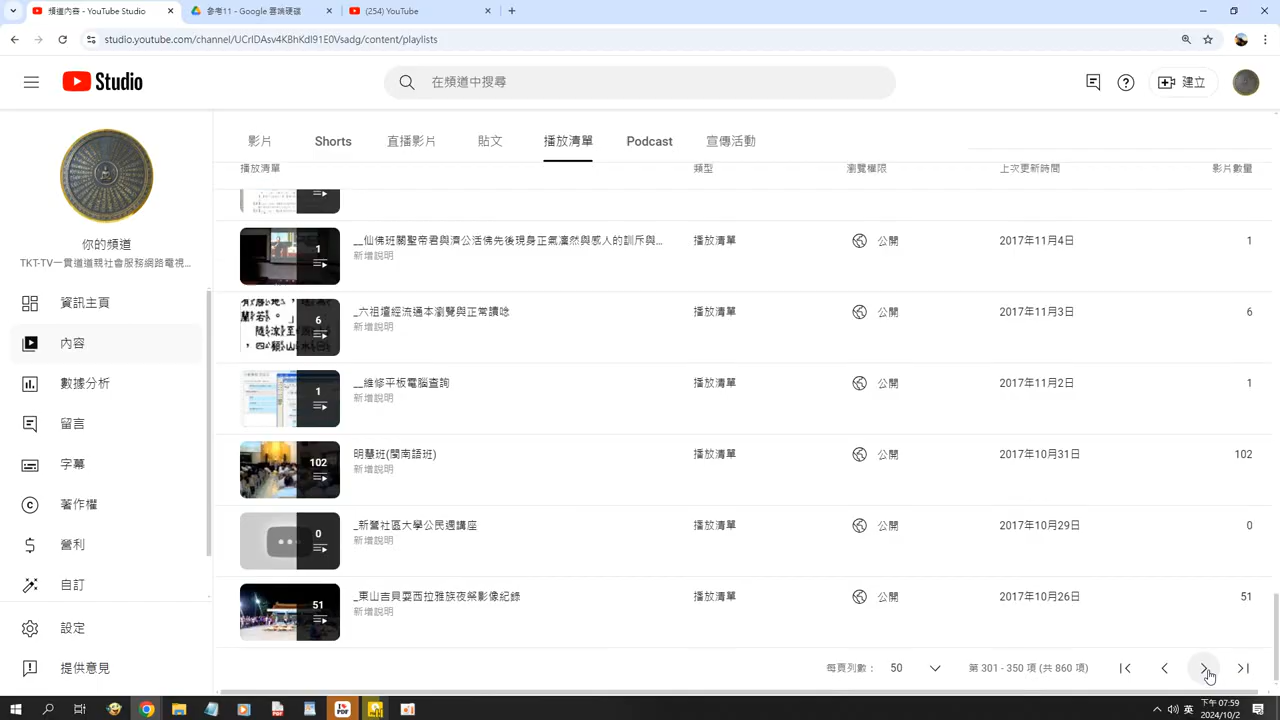 頻道內容 - YouTube Studio
參考11 - Google 雲端硬碟
(254) YouTube
studio.youtube.com/channel/UCrIDAsv4KBhKdI91E0Vsadg/content/playlists
Studio
在頻道中搜尋
建立
影片 Shorts 直播影片 貼文 播放清單 Podcast 宣傳活動
播放清單 類型 瀏覽權限 上次更新時間 影片數量
你的頻道
TKT-TV一貫道道親社會服務網路電視...
資訊主頁
內容
數據分析
留言
字幕
著作權
營利
自訂
設定
提供意見
1
__仙佛班關聖帝君與濟公活佛先後現身正氣凜然與感人的訓斥與... 播放清單 公開 2017年11月4日 1
新增說明
6
_六祖壇經流通本瀏覽與正常讀唸 播放清單 公開 2017年11月3日 6
新增說明
1
__維修平板電腦查詢 播放清單 公開 2017年11月2日 1
新增說明
102
明慧班(閩南語班) 播放清單 公開 2017年10月31日 102
新增說明
0
_新營社區大學公民週講座 播放清單 公開 2017年10月29日 0
新增說明
51
_東山吉貝耍西拉雅族夜祭影像紀錄 播放清單 公開 2017年10月26日 51
新增說明
每頁列數： 50 第 301 - 350 項 (共 860 項)
英
下午 07:59
2024/10/2